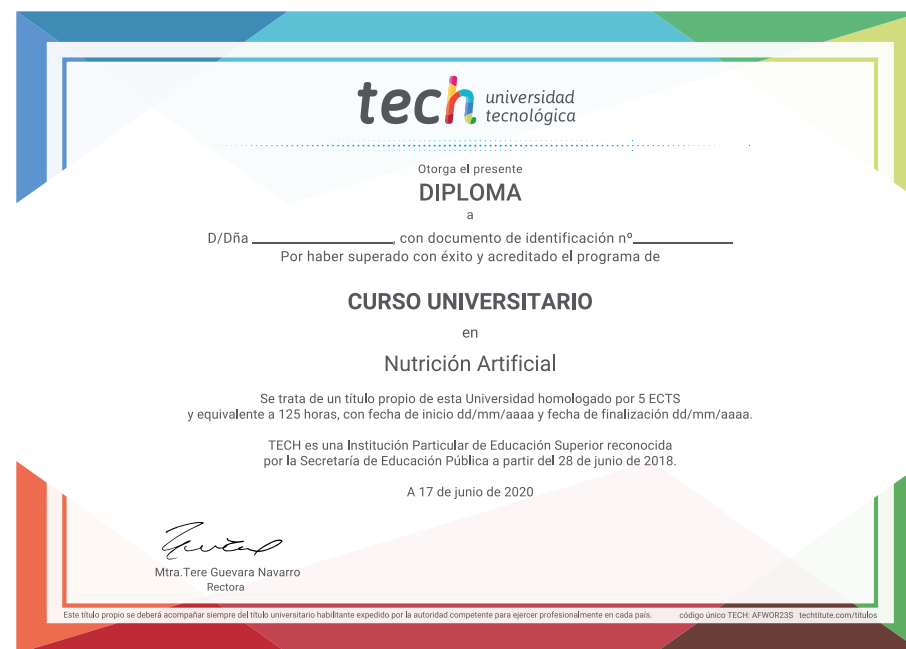 tech universidad
tecnológica
Otorga el presente
DIPLOMA
a
D/Dña ____________________, con documento de identificación nº______________
Por haber superado con éxito y acreditado el programa de
CURSO UNIVERSITARIO
en
Nutrición Artificial
Se trata de un título propio de esta Universidad homologado por 5 ECTS
y equivalente a 125 horas, con fecha de inicio dd/mm/aaaa y fecha de finalización dd/mm/aaaa.
TECH es una Institución Particular de Educación Superior reconocida
por la Secretaría de Educación Pública a partir del 28 de junio de 2018.
A 17 de junio de 2020
Mtra.Tere Guevara Navarro
Rectora
Este título propio se deberá acompañar siempre del título universitario habilitante expedido por la autoridad competente para ejercer profesionalmente en cada país. código único TECH: AFWOR23S techtitute.com/titulos